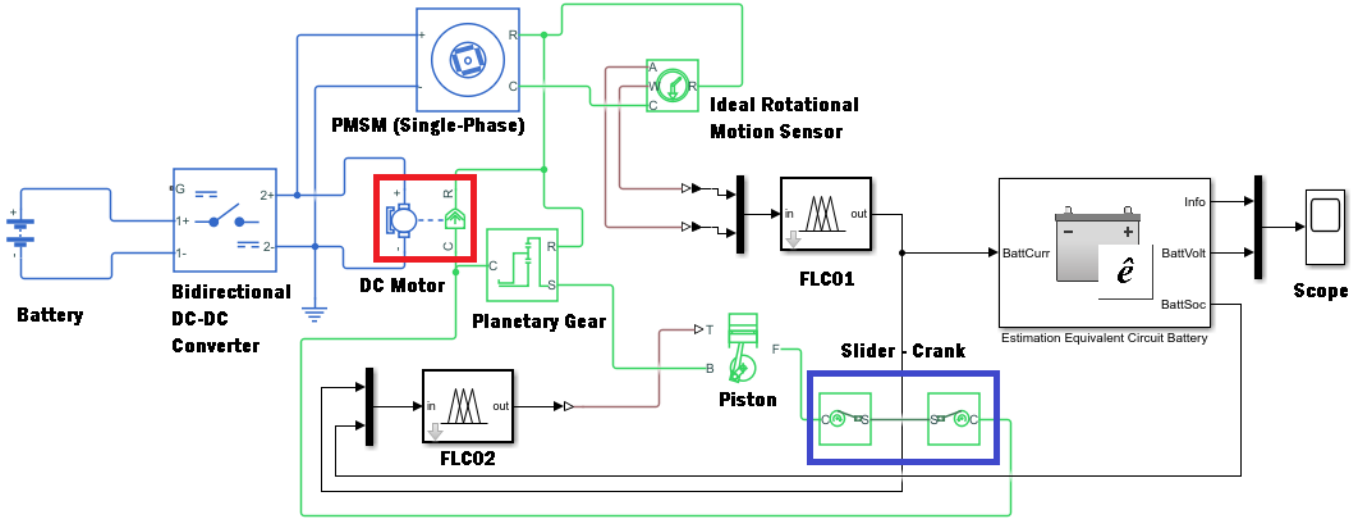 +
-
R
C
PMSM (Single-Phase)
A
W
C
R
Ideal Rotational
Motion Sensor
+
-
Battery
G
1+
1-
2+
2-
Bidirectional
DC-DC
Converter
+
-
R
C
DC Motor
C
R
S
Planetary Gear
in
out
FLC01
BattCurr
Info
BattVolt
BattSoc
ê
Estimation Equivalent Circuit Battery
Scope
in
out
FLC02
T
B
F
Piston
Slider - Crank
C
S
S
C